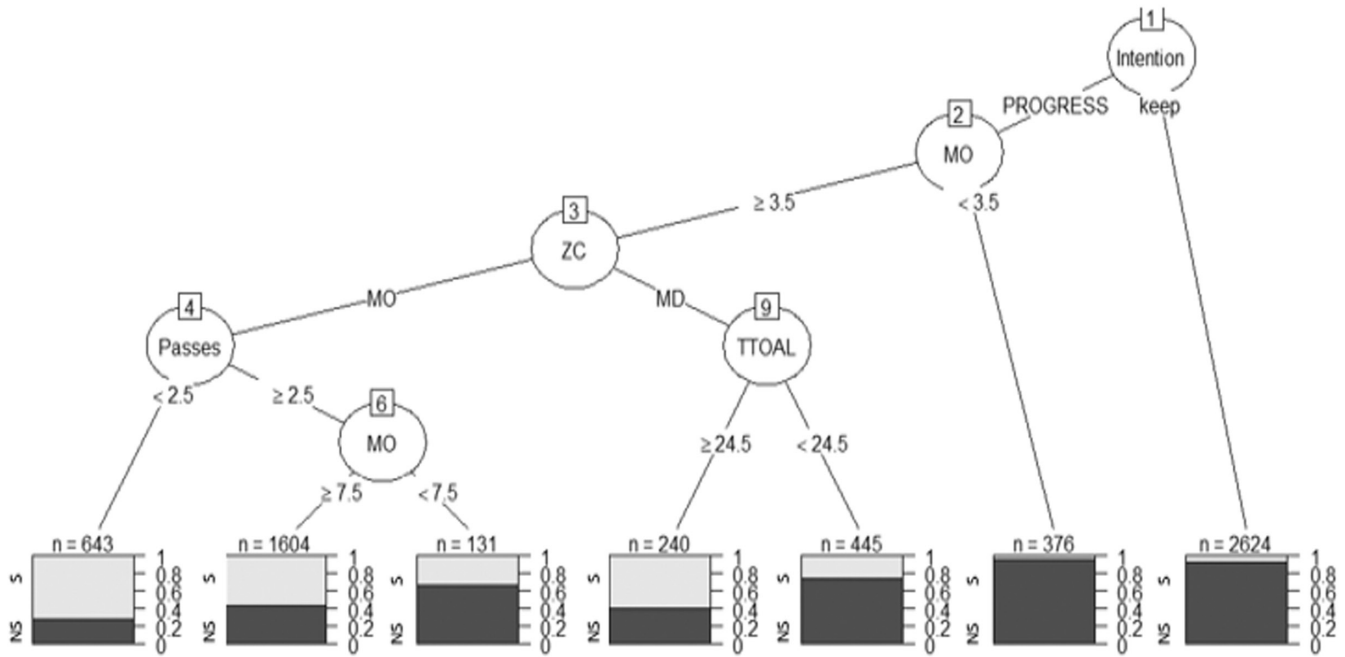 1
Intention
PROGRESS keep
2
MO
≥ 3.5 < 3.5
3
ZC
MO MD
4 9
Passes TTOAL
< 2.5 ≥ 2.5
6
MO
≥ 24.5 < 24.5
≥ 7.5 < 7.5
n = 643 n = 1604 n = 131 n = 240 n = 445 n = 376 n = 2624
1 1 1 1 1 1 1
S 0.8 S 0.8 S 0.8 S 0.8 S 0.8 S 0.8 S 0.8
0.6 0.6 0.6 0.6 0.6 0.6 0.6
0.4 0.4 0.4 0.4 0.4 0.4 0.4
NS 0.2 NS 0.2 NS 0.2 NS 0.2 NS 0.2 NS 0.2 NS 0.2
0 0 0 0 0 0 0